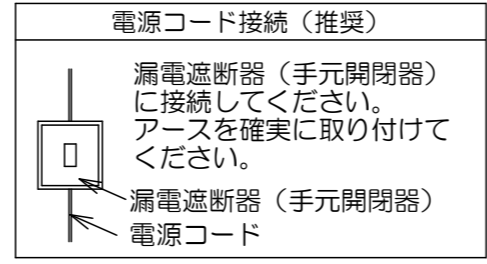 電源コード接続（推奨）
漏電遮断器（手元開閉器）
に接続してください。
アースを確実に取り付けて
ください。
漏電遮断器（手元開閉器）
電源コード